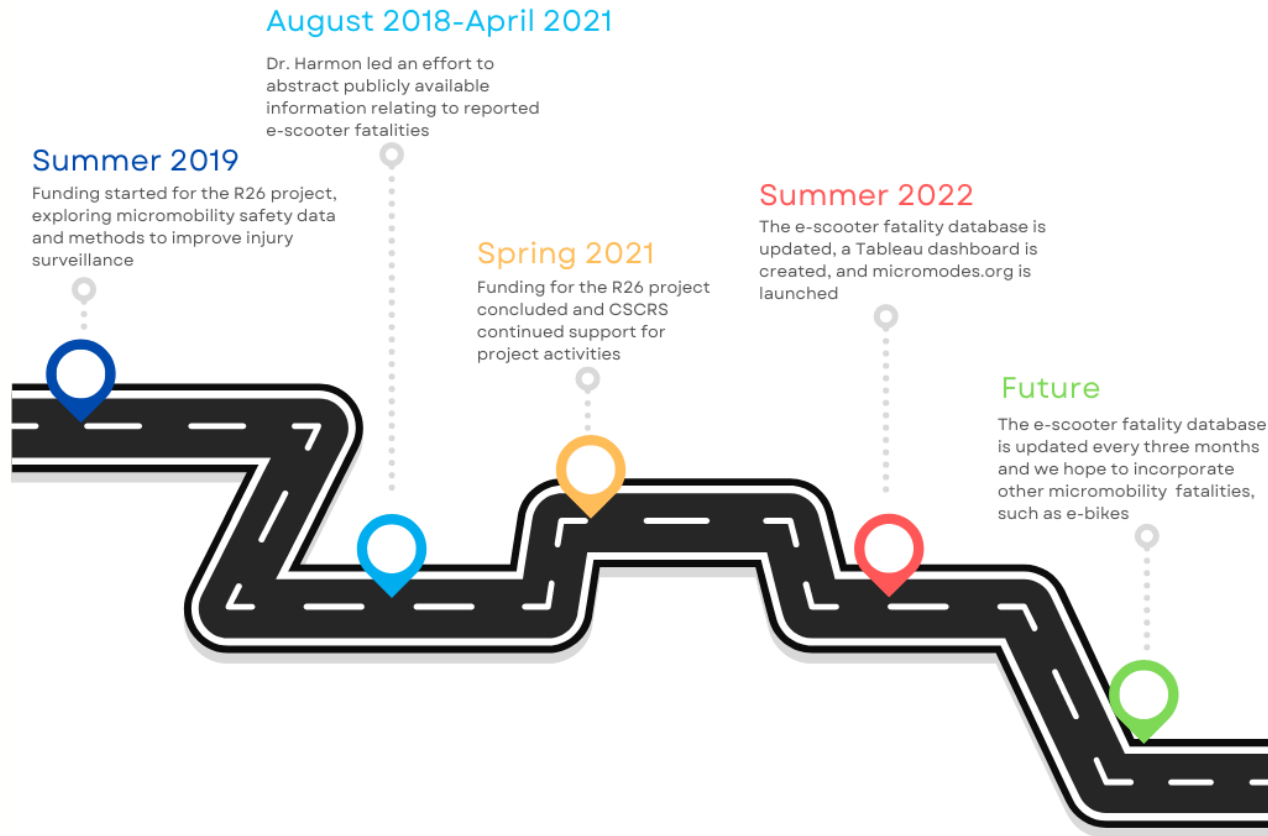 August 2018-April 2021
Dr. Harmon led an effort to
abstract publicly available
information relating to reported
e-scooter fatalities
Summer 2019
Funding started for the R26 project,
exploring micromobility safety data
and methods to improve injury
surveillance
Spring 2021
Funding for the R26 project
concluded and CSCRS
continued support for
project activities
Summer 2022
The e-scooter fatality database is
updated, a Tableau dashboard is
created, and micromodes.org is
launched
Future
The e-scooter fatality database
is updated every three months
and we hope to incorporate
other micromobility fatalities,
such as e-bikes